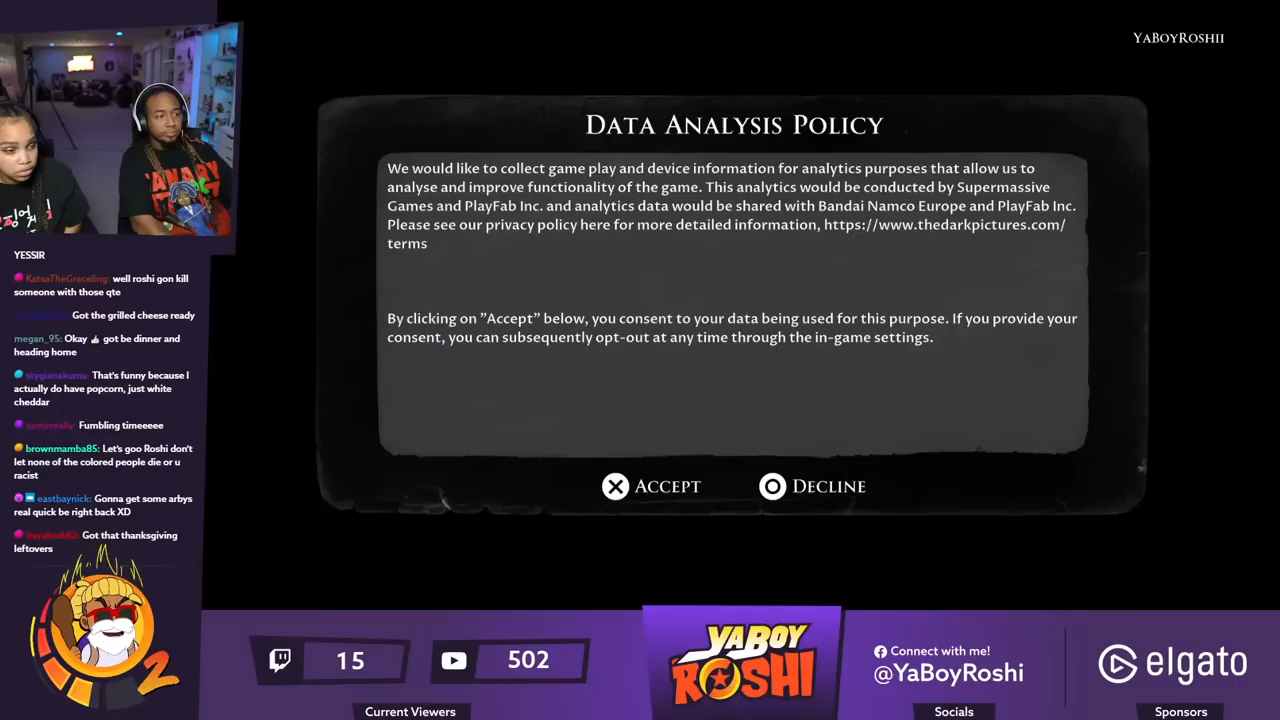 YaBoyRoshii
Data Analysis Policy
We would like to collect game play and device information for analytics purposes that allow us to
analyse and improve functionality of the game. This analytics would be conducted by Supermassive
Games and PlayFab Inc. and analytics data would be shared with Bandai Namco Europe and PlayFab Inc.
Please see our privacy policy here for more detailed information, https://www.thedarkpictures.com/
terms
By clicking on "Accept" below, you consent to your data being used for this purpose. If you provide your
consent, you can subsequently opt-out at any time through the in-game settings.
Accept
Decline
YESSIR
KatsaTheGraceling: well roshi gon kill
someone with those qte
Got the grilled cheese ready
megan_95: Okay 👍 got be dinner and
heading home
stygianakuma: That's funny because I
actually do have popcorn, just white
cheddar
samrreally: Fumbling timeeeee
brownmamba85: Let's goo Roshi don't
let none of the colored people die or u
racist
eastbaynick: Gonna get some arbys
real quick be right back XD
Got that thanksgiving
leftovers
2
15
502
Current Viewers
YABOY
ROSHI
Connect with me!
@YaBoyRoshi
Socials
elgato
Sponsors